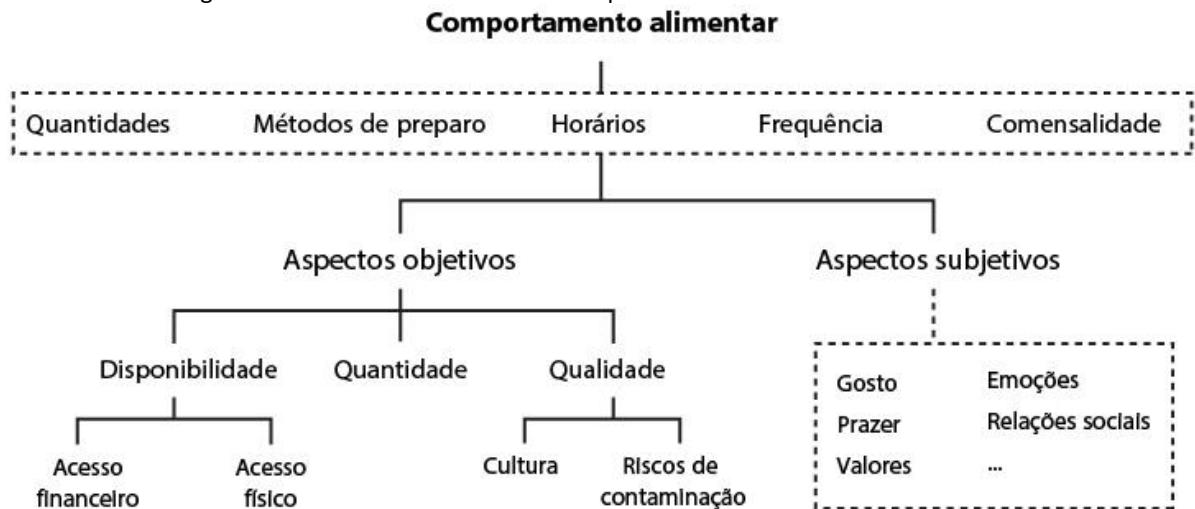 Comportamento alimentar
Quantidades Métodos de preparo Horários Frequência Comensalidade
Aspectos objetivos Aspectos subjetivos
Disponibilidade Quantidade Qualidade
Gosto Emoções
Prazer Relações sociais
Valores ...
Acesso financeiro
Acesso físico
Cultura
Riscos de contaminação